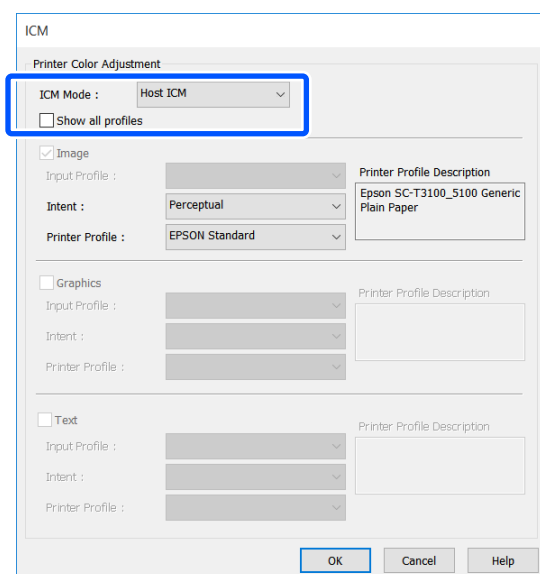 ICM
Printer Color Adjustment
ICM Mode : Host ICM
Show all profiles
Image
Input Profile :
Printer Profile Description
Intent : Perceptual
Epson SC-T3100_5100 Generic
Plain Paper
Printer Profile : EPSON Standard
Graphics
Input Profile :
Printer Profile Description
Intent :
Printer Profile :
Text
Input Profile :
Printer Profile Description
Intent :
Printer Profile :
OK Cancel Help